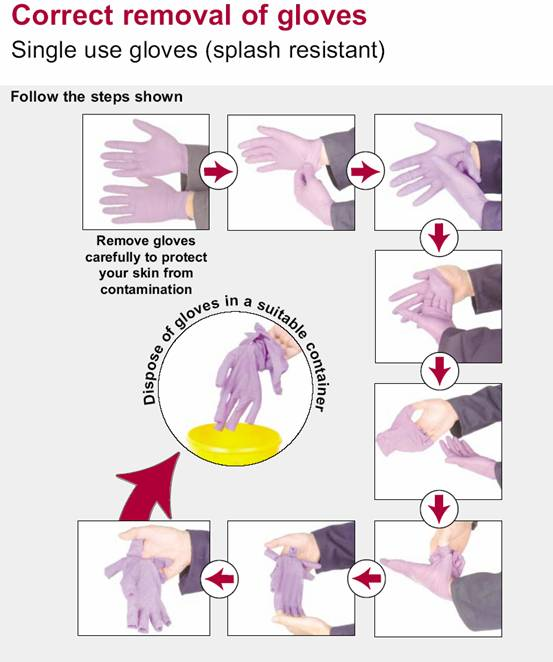 Correct removal of gloves
Single use gloves (splash resistant)
Follow the steps shown
Remove gloves
carefully to protect
your skin from
contamination
Dispose of gloves in a suitable container